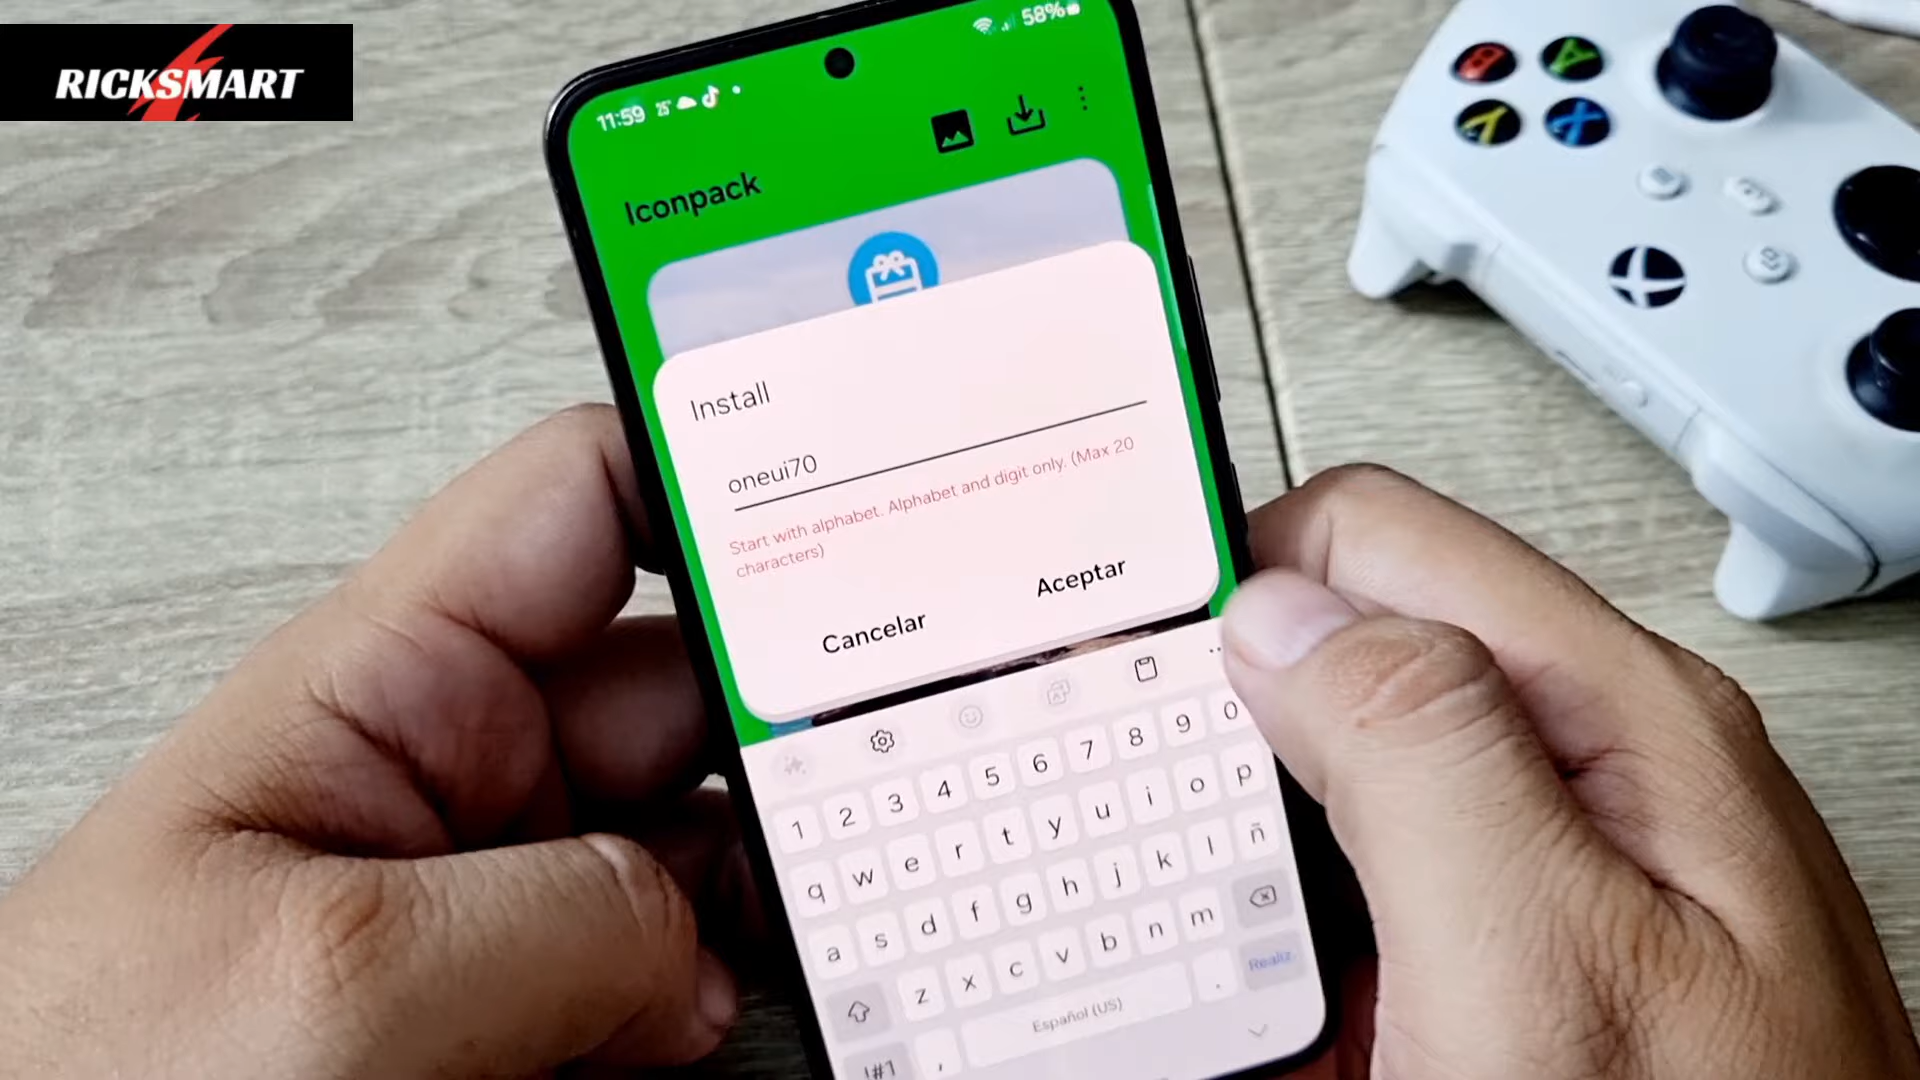 RICKSMART
11:59
58%
Iconpack
Install
oneui70
Start with alphabet. Alphabet and digit only. (Max 20
characters)
Cancelar Aceptar
1 2 3 4 5 6 7 8 9 0
q w e r t y u i o p
a s d f g h j k l ñ
z x c v b n m
!#1 , Español (US) . Realiz.
B A Y X